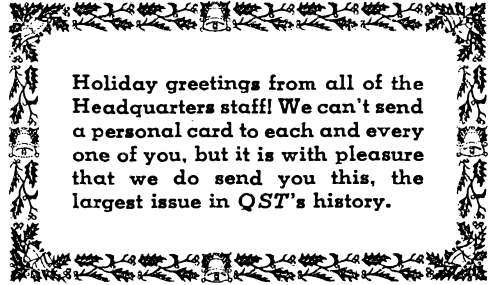 Holiday greetings from all of the
Headquarters staff! We can't send
a personal card to each and every
one of you, but it is with pleasure
that we do send you this, the
largest issue in QST's history.